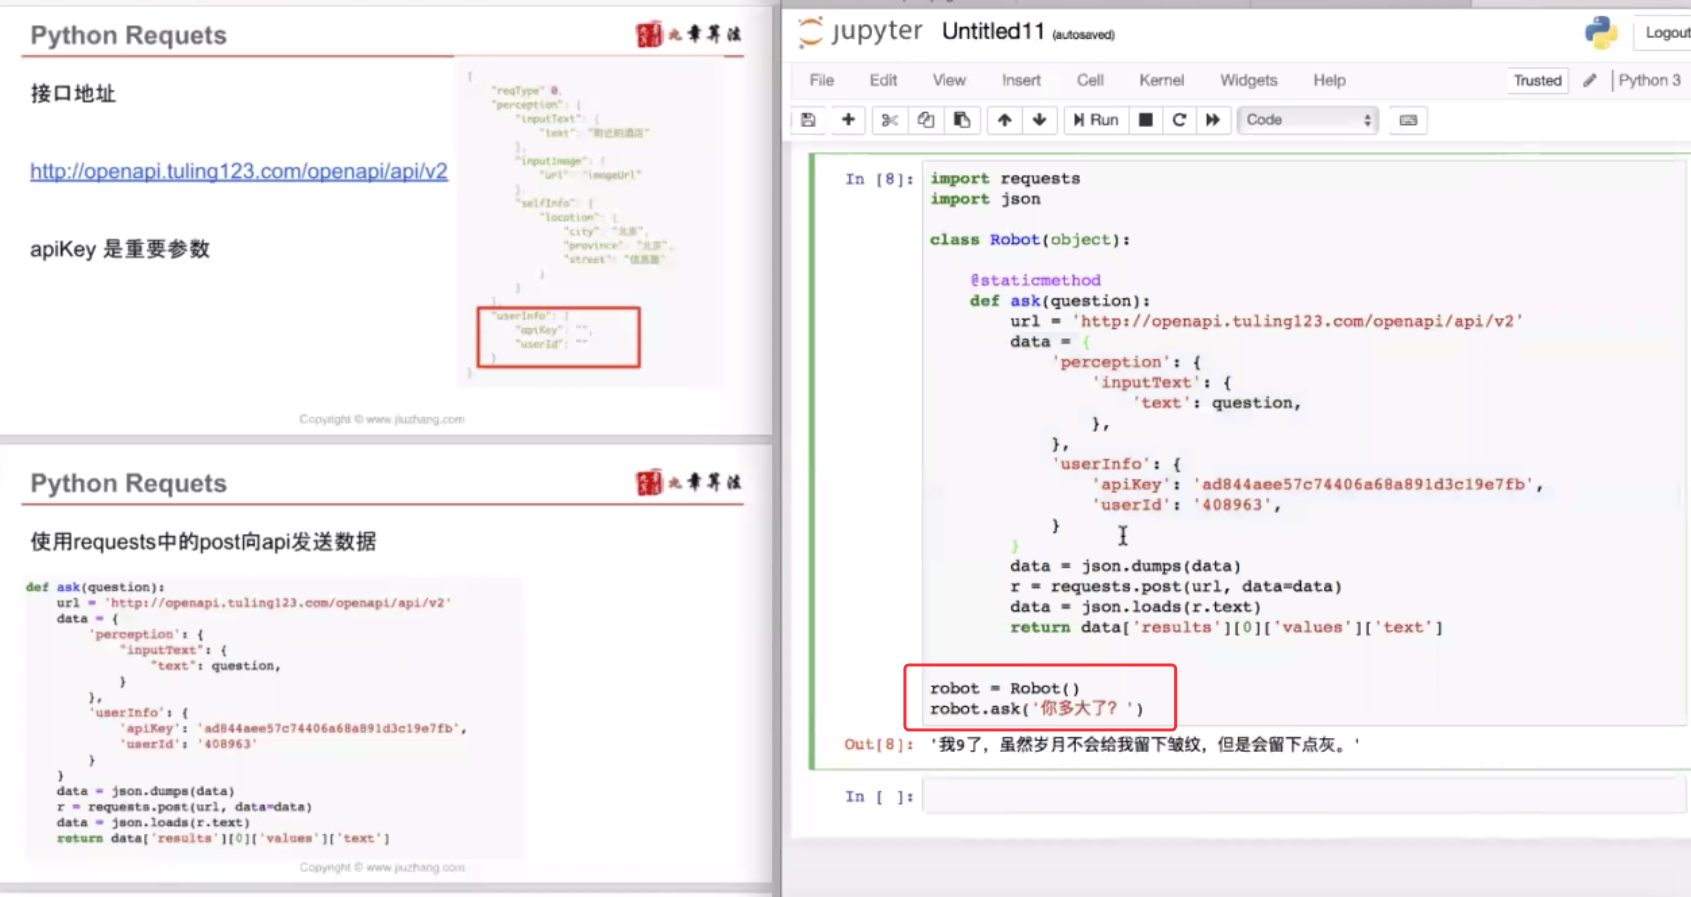 Python Requets
九章算法
接口地址
http://openapi.tuling123.com/openapi/api/v2
apiKey 是重要参数
{
"reqType" 0,
"perception": {
"inputText": {
"text": "附近的酒店"
},
"inputImage": {
"url": "imageUrl"
},
"selfInfo": {
"location": {
"city": "北京",
"province": "北京",
"street": "信息路"
}
}
},
"userInfo": {
"apiKey": "",
"userId": ""
}
}
Copyright © www.jiuzhang.com
Python Requets
九章算法
使用requests中的post向api发送数据
def ask(question):
url = 'http://openapi.tuling123.com/openapi/api/v2'
data = {
'perception': {
"inputText": {
"text": question,
}
},
'userInfo': {
'apiKey': 'ad844aee57c74406a68a891d3c19e7fb',
'userId': '408963'
}
}
data = json.dumps(data)
r = requests.post(url, data=data)
data = json.loads(r.text)
return data['results'][0]['values']['text']
Copyright © www.jiuzhang.com
jupyter Untitled11 (autosaved)
Logout
File Edit View Insert Cell Kernel Widgets Help
Trusted Python 3
Run Code
In [8]:
import requests
import json
class Robot(object):
@staticmethod
def ask(question):
url = 'http://openapi.tuling123.com/openapi/api/v2'
data = {
'perception': {
'inputText': {
'text': question,
},
},
'userInfo': {
'apiKey': 'ad844aee57c74406a68a891d3c19e7fb',
'userId': '408963',
}
}
data = json.dumps(data)
r = requests.post(url, data=data)
data = json.loads(r.text)
return data['results'][0]['values']['text']
robot = Robot()
robot.ask('你多大了？')
Out[8]: '我9了，虽然岁月不会给我留下皱纹，但是会留下点灰。'
In [ ]: